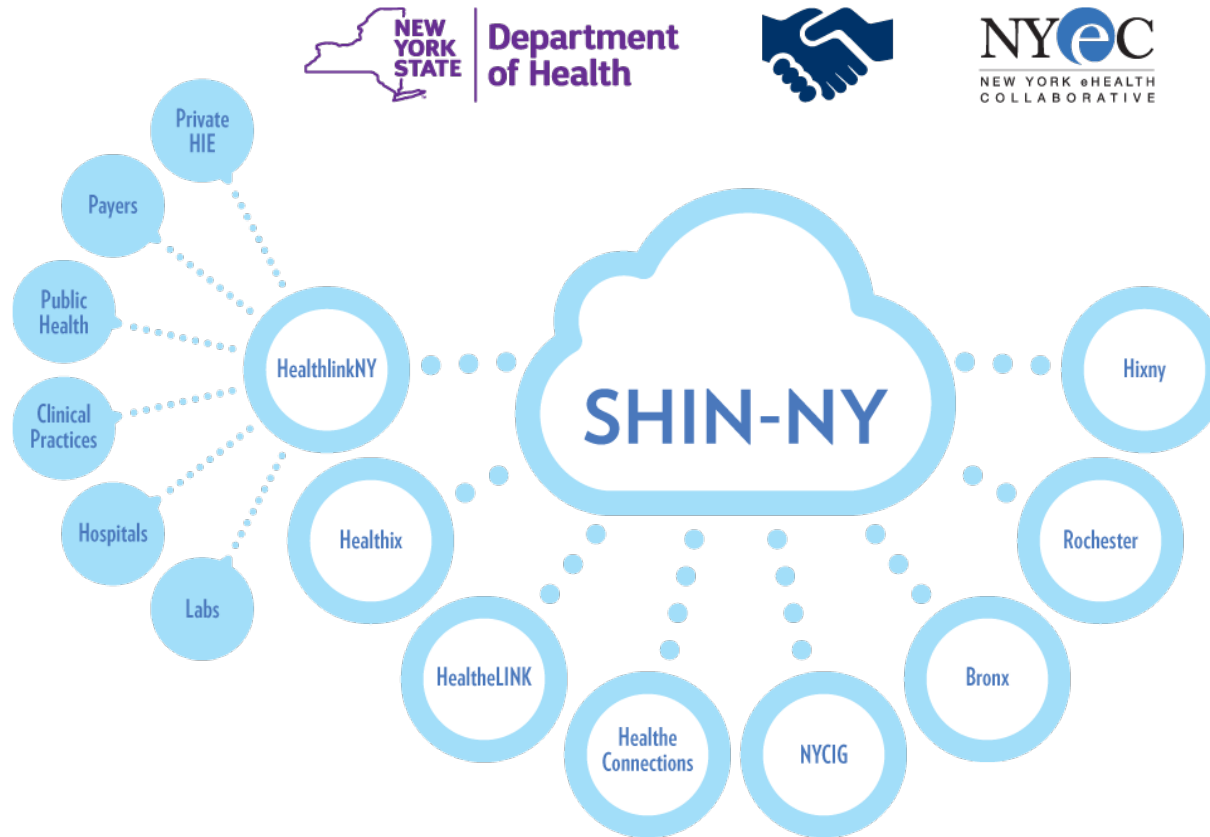 NEW
YORK
STATE
Department
of Health
NYeC
NEW YORK eHEALTH
COLLABORATIVE
Private
HIE
Payers
Public
Health
Clinical
Practices
Hospitals
Labs
HealthlinkNY
SHIN-NY
Hixny
Healthix
Rochester
HealtheLINK
Bronx
Healthe
Connections
NYCIG